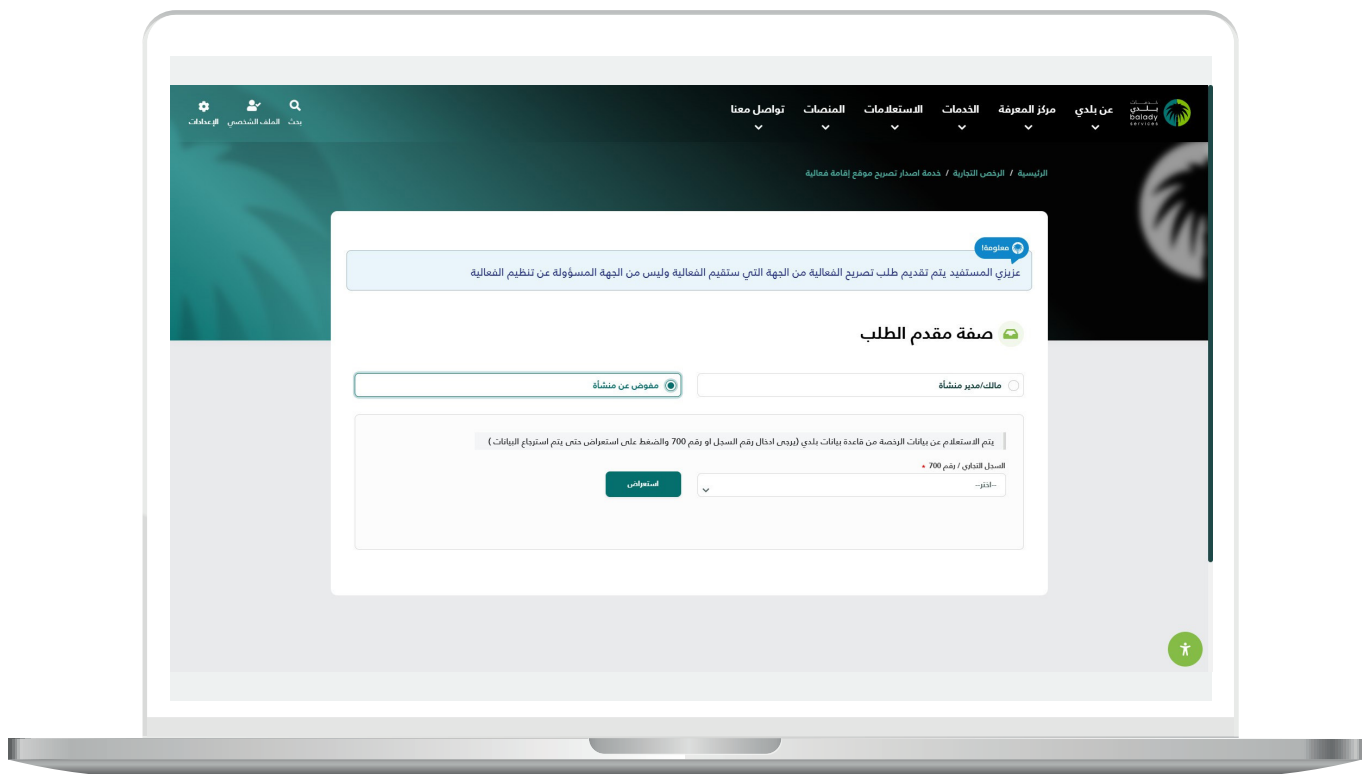 خدمات
بلدي
balady
services
عن بلدي
مركز المعرفة
الخدمات
الاستعلامات
المنصات
تواصل معنا
بحث
الملف الشخصي
الإعدادات
الرئيسية / الرخص التجارية / خدمة اصدار تصريح موقع إقامة فعالية
معلومة!
عزيزي المستفيد يتم تقديم طلب تصريح الفعالية من الجهة التي ستقيم الفعالية وليس من الجهة المسؤولة عن تنظيم الفعالية
صفة مقدم الطلب
مالك/مدير منشأة
مفوض عن منشأة
يتم الاستعلام عن بيانات الرخصة من قاعدة بيانات بلدي (يرجى ادخال رقم السجل او رقم 700 والضغط على استعراض حتى يتم استرجاع البيانات )
السجل التجاري / رقم 700 *
--اختر--
استعراض